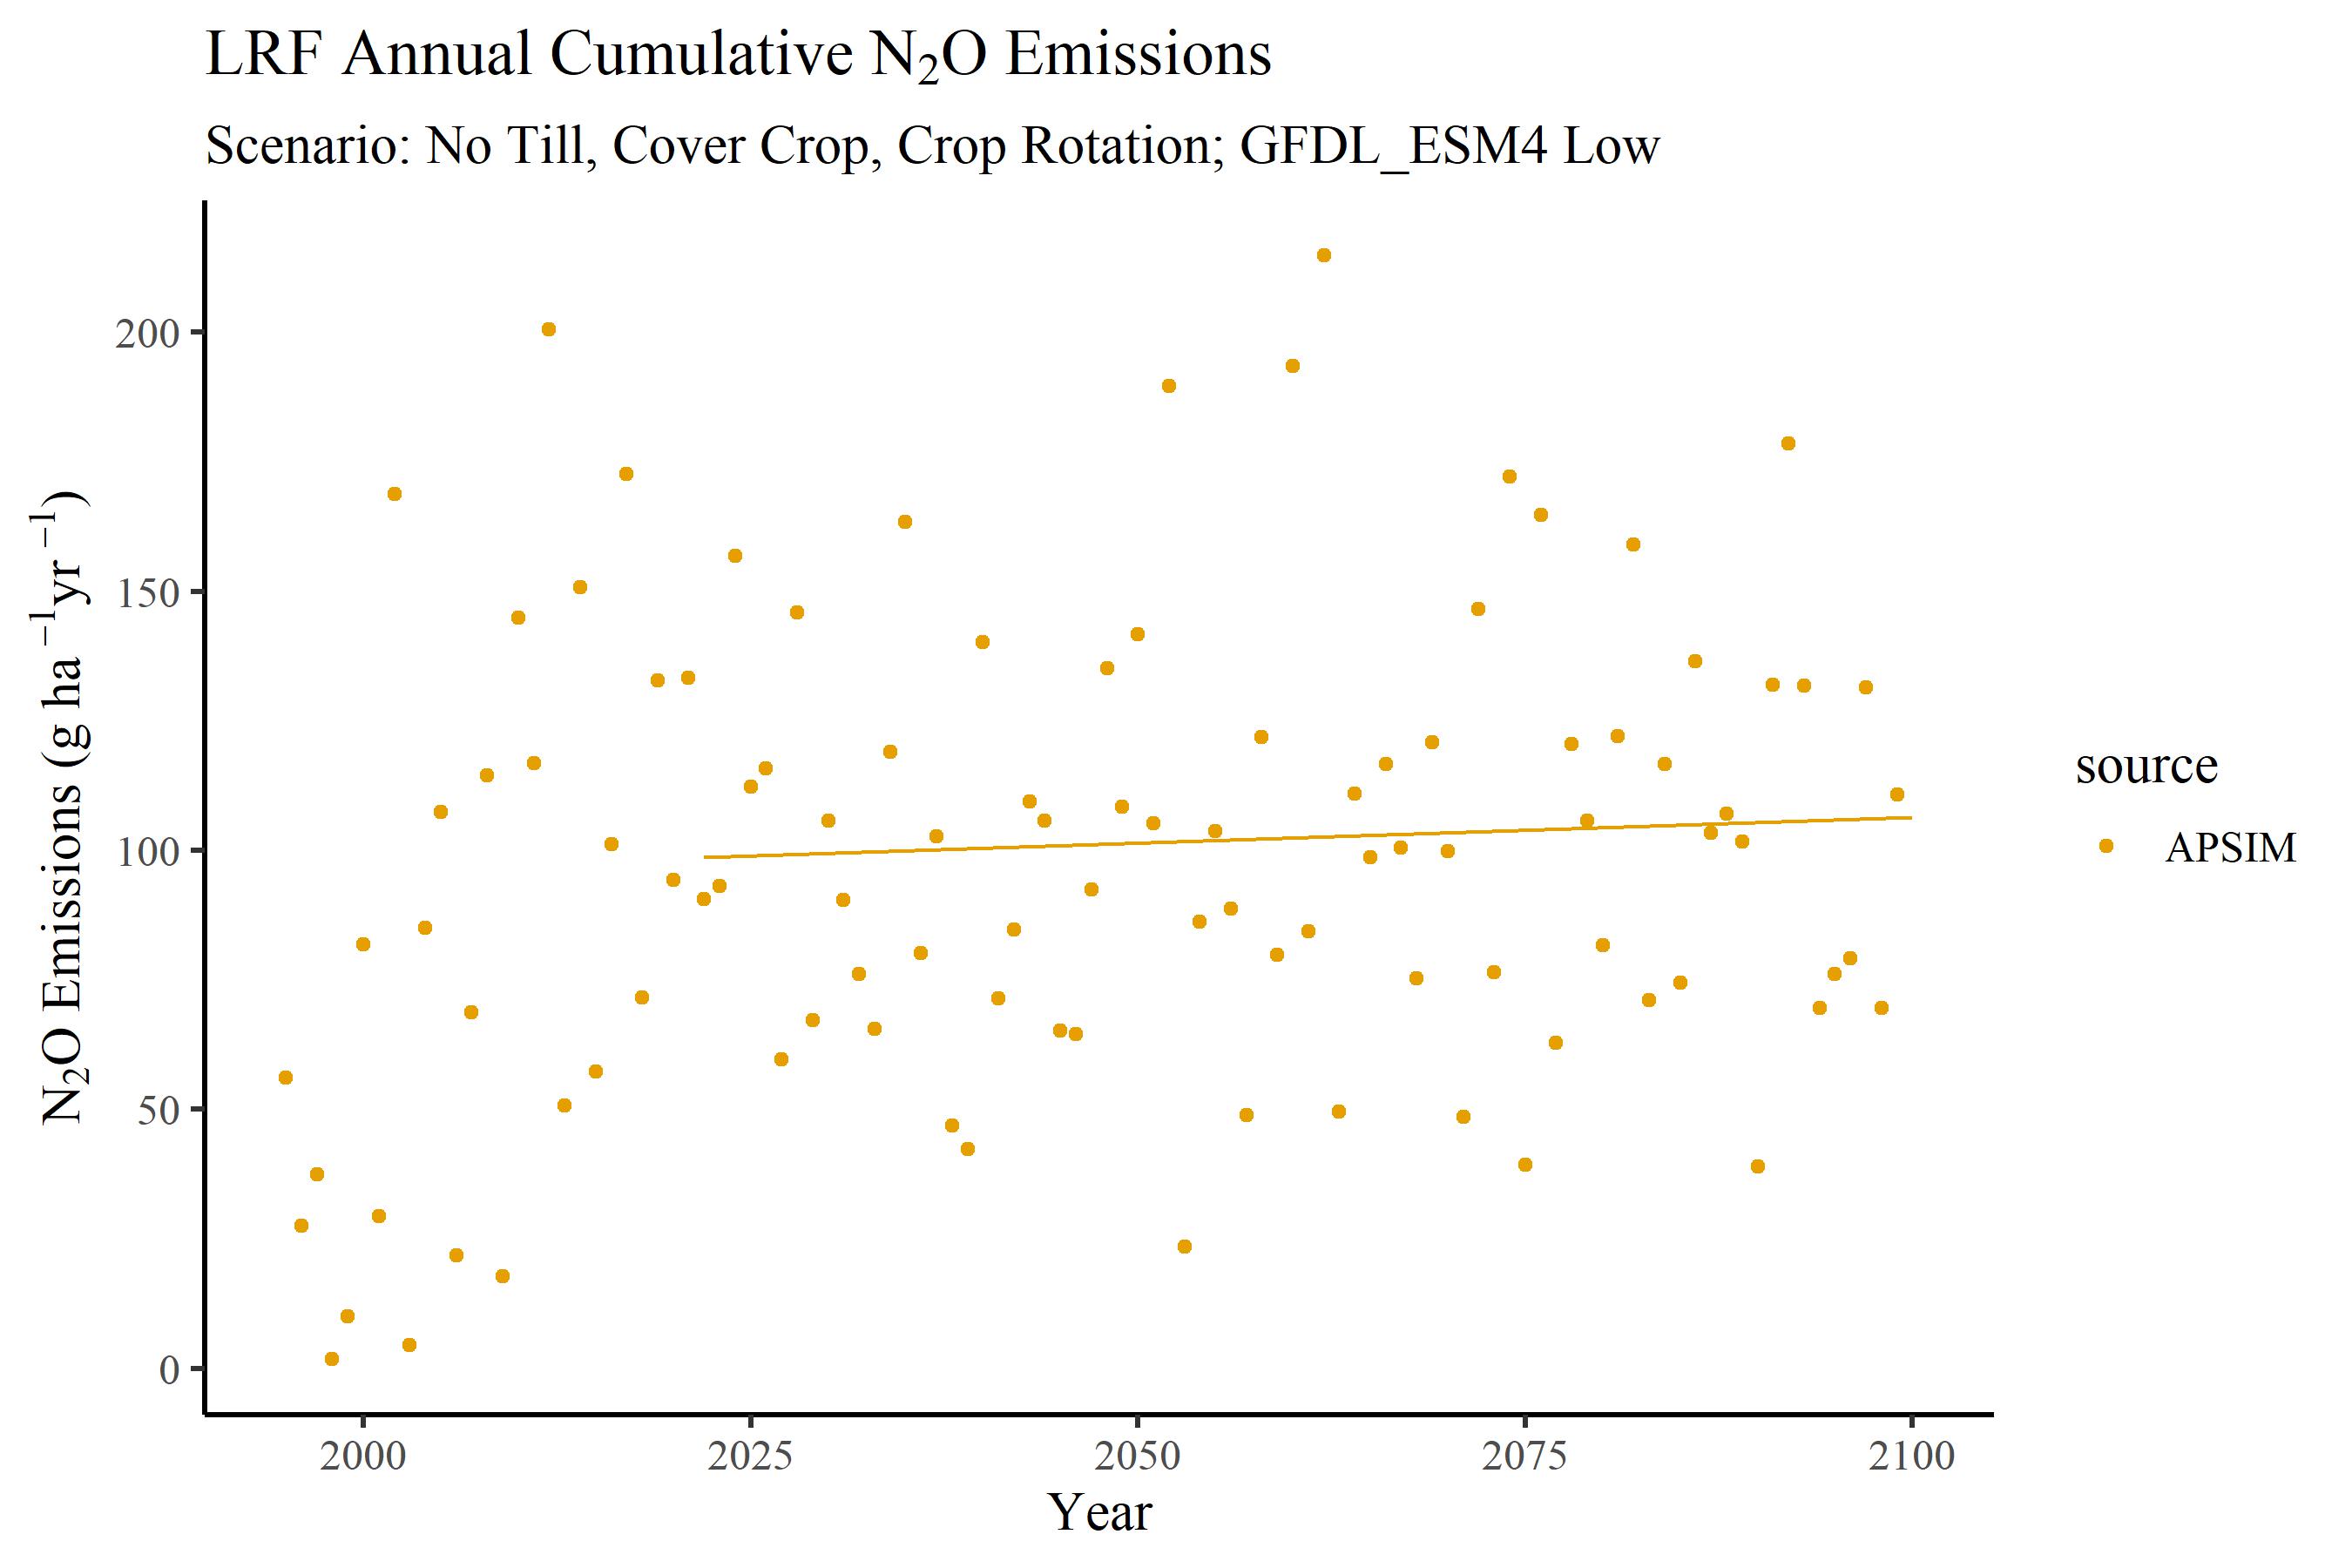 LRF Annual Cumulative N₂O Emissions
Scenario: No Till, Cover Crop, Crop Rotation; GFDL_ESM4 Low
N₂O Emissions (g ha⁻¹yr⁻¹)
200
150
100
50
0
2000 2025 2050 2075 2100
Year
source
APSIM